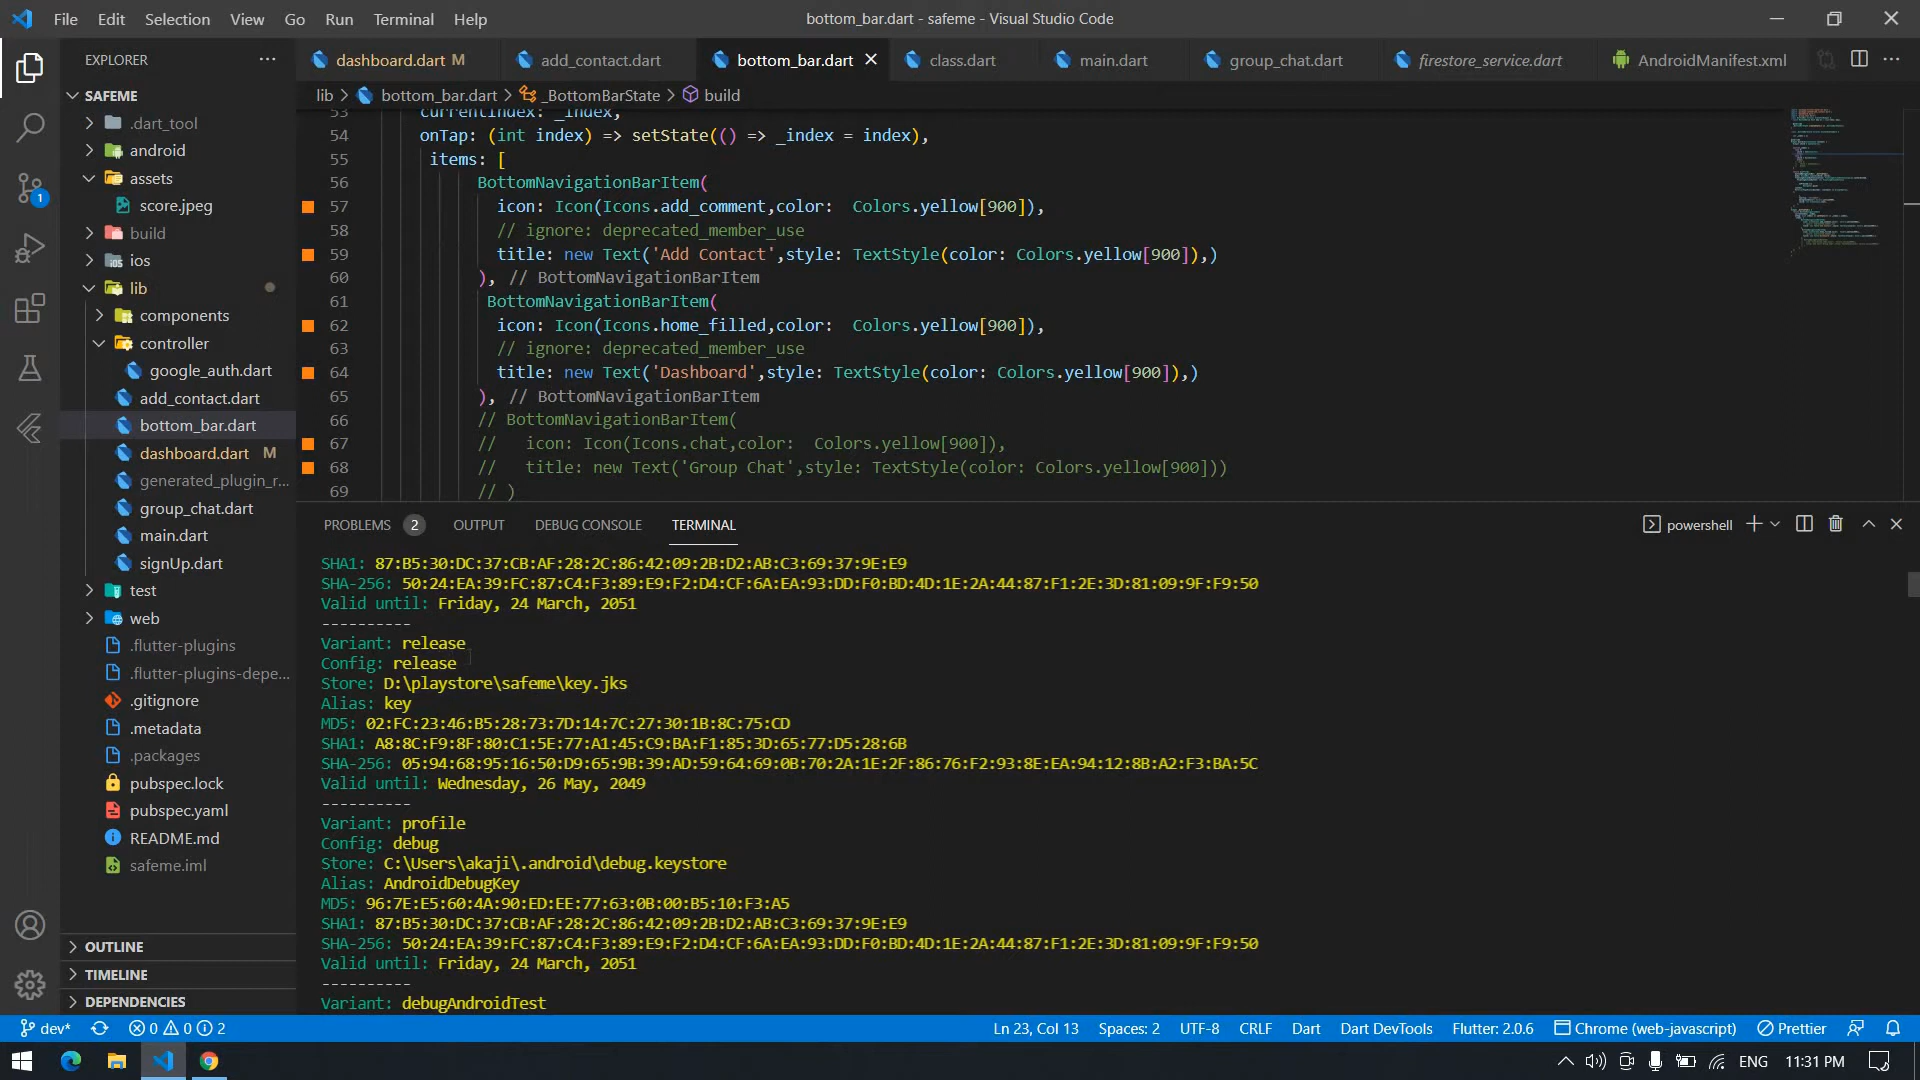 File Edit Selection View Go Run Terminal Help
bottom_bar.dart - safeme - Visual Studio Code
EXPLORER
dashboard.dart M
add_contact.dart
bottom_bar.dart
class.dart
main.dart
group_chat.dart
firestore_service.dart
AndroidManifest.xml
lib > bottom_bar.dart > _BottomBarState > build
SAFEME
.dart_tool
android
assets
score.jpeg
build
ios
lib
components
controller
google_auth.dart
add_contact.dart
bottom_bar.dart
dashboard.dart M
generated_plugin_r...
group_chat.dart
main.dart
signUp.dart
test
web
.flutter-plugins
.flutter-plugins-depe...
.gitignore
.metadata
.packages
pubspec.lock
pubspec.yaml
README.md
safeme.iml
OUTLINE
TIMELINE
DEPENDENCIES
1
53 currentIndex: _index,
54 onTap: (int index) => setState(() => _index = index),
55 items: [
56 BottomNavigationBarItem(
57 icon: Icon(Icons.add_comment,color:  Colors.yellow[900]),
58 // ignore: deprecated_member_use
59 title: new Text('Add Contact',style: TextStyle(color: Colors.yellow[900]),)
60 ), // BottomNavigationBarItem
61 BottomNavigationBarItem(
62 icon: Icon(Icons.home_filled,color:  Colors.yellow[900]),
63 // ignore: deprecated_member_use
64 title: new Text('Dashboard',style: TextStyle(color: Colors.yellow[900]),)
65 ), // BottomNavigationBarItem
66 // BottomNavigationBarItem(
67 //   icon: Icon(Icons.chat,color:  Colors.yellow[900]),
68 //   title: new Text('Group Chat',style: TextStyle(color: Colors.yellow[900]))
69 // )
PROBLEMS 2 OUTPUT DEBUG CONSOLE TERMINAL
powershell
SHA1: 87:B5:30:DC:37:CB:AF:28:2C:86:42:09:2B:D2:AB:C3:69:37:9E:E9
SHA-256: 50:24:EA:39:FC:87:C4:F3:89:E9:F2:D4:CF:6A:EA:93:DD:F0:BD:4D:1E:2A:44:87:F1:2E:3D:81:09:9F:F9:50
Valid until: Friday, 24 March, 2051
----------
Variant: release
Config: release
Store: D:\playstore\safeme\key.jks
Alias: key
MD5: 02:FC:23:46:B5:28:73:7D:14:7C:27:30:1B:8C:75:CD
SHA1: A8:8C:F9:8F:80:C1:5E:77:A1:45:C9:BA:F1:85:3D:65:77:D5:28:6B
SHA-256: 05:94:68:95:16:50:D9:65:9B:39:AD:59:64:69:0B:70:2A:1E:2F:86:76:F2:93:8E:EA:94:12:8B:A2:F3:BA:5C
Valid until: Wednesday, 26 May, 2049
----------
Variant: profile
Config: debug
Store: C:\Users\akaji\.android\debug.keystore
Alias: AndroidDebugKey
MD5: 96:7E:E5:60:4A:90:ED:EE:77:63:0B:00:B5:10:F3:A5
SHA1: 87:B5:30:DC:37:CB:AF:28:2C:86:42:09:2B:D2:AB:C3:69:37:9E:E9
SHA-256: 50:24:EA:39:FC:87:C4:F3:89:E9:F2:D4:CF:6A:EA:93:DD:F0:BD:4D:1E:2A:44:87:F1:2E:3D:81:09:9F:F9:50
Valid until: Friday, 24 March, 2051
----------
Variant: debugAndroidTest
dev* 0 0 2
Ln 23, Col 13 Spaces: 2 UTF-8 CRLF Dart Dart DevTools Flutter: 2.0.6 Chrome (web-javascript) Prettier
ENG 11:31 PM